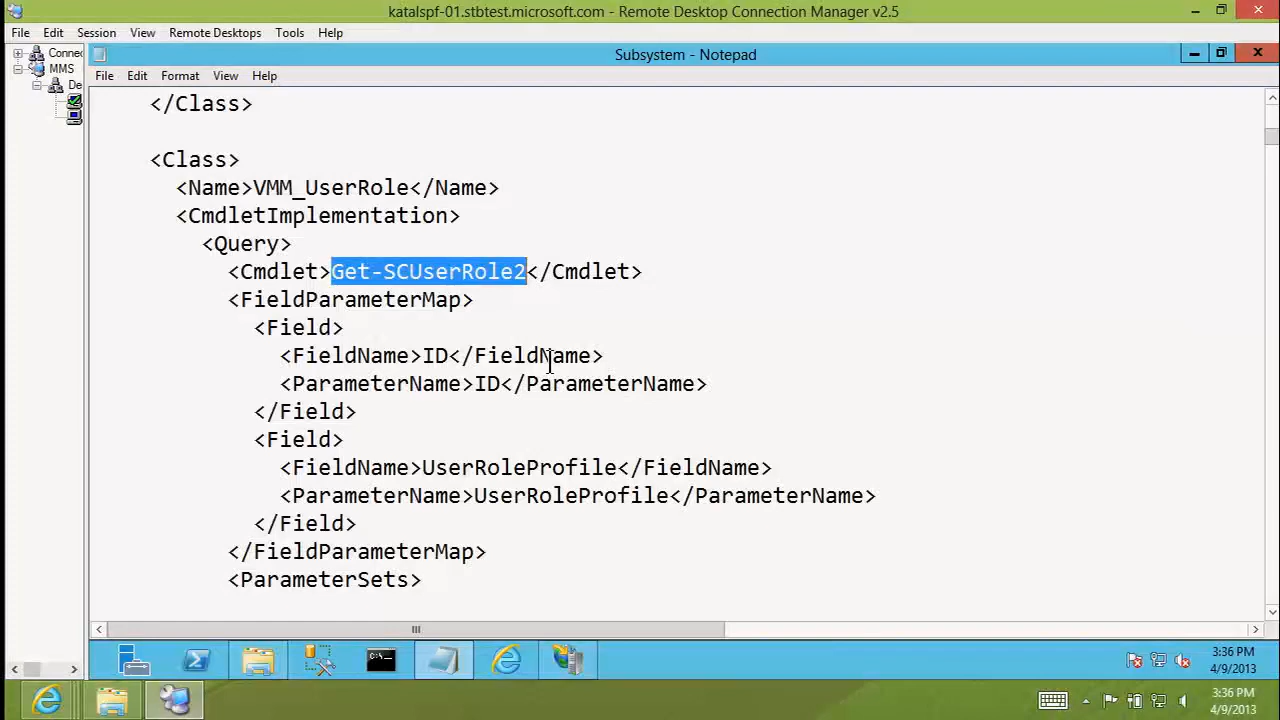 katalspf-01.stbtest.microsoft.com - Remote Desktop Connection Manager v2.5
File Edit Session View Remote Desktops Tools Help
Subsystem - Notepad
File Edit Format View Help
Connec
MMS
De
</Class>
<Class>
<Name>VMM_UserRole</Name>
<CmdletImplementation>
<Query>
<Cmdlet>Get-SCUserRole2</Cmdlet>
<FieldParameterMap>
<Field>
<FieldName>ID</FieldName>
<ParameterName>ID</ParameterName>
</Field>
<Field>
<FieldName>UserRoleProfile</FieldName>
<ParameterName>UserRoleProfile</ParameterName>
</Field>
</FieldParameterMap>
<ParameterSets>
3:36 PM
4/9/2013
3:36 PM
4/9/2013